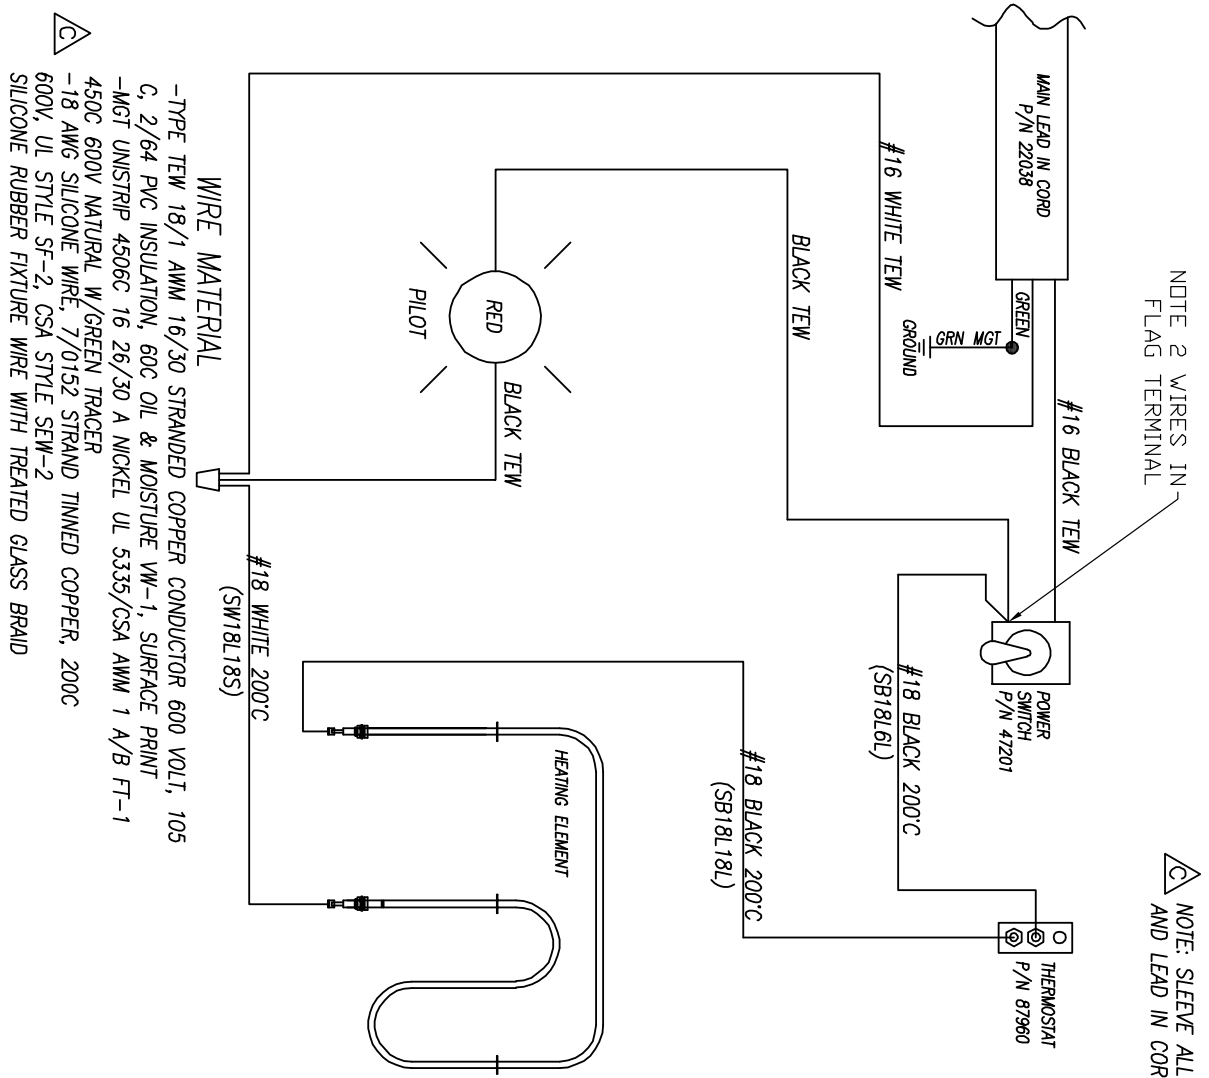 NOTE 2 WIRES IN
FLAG TERMINAL
C
NOTE: SLEEVE ALL
AND LEAD IN COR
MAIN LEAD IN CORD
P/N 22038
GREEN
GRN MGT
GROUND
#16 BLACK TEW
#16 WHITE TEW
BLACK TEW
POWER
SWITCH
P/N 47201
#18 BLACK 200°C
(SB18L6L)
THERMOSTAT
P/N 87960
#18 BLACK 200°C
(SB18L18L)
RED
PILOT
BLACK TEW
HEATING ELEMENT
#18 WHITE 200°C
(SW18L18S)
WIRE MATERIAL
-TYPE TEW 18/1 AWM 16/30 STRANDED COPPER CONDUCTOR 600 VOLT, 105
C, 2/64 PVC INSULATION, 60C OIL & MOISTURE VW-1, SURFACE PRINT
-MGT UNISTRIP 4506C 16 26/30 A NICKEL UL 5335/CSA AWM 1 A/B FT-1
450C 600V NATURAL W/GREEN TRACER
-18 AWG SILICONE WIRE, 7/0152 STRAND TINNED COPPER, 200C
600V, UL STYLE SF-2, CSA STYLE SEW-2
SILICONE RUBBER FIXTURE WIRE WITH TREATED GLASS BRAID
C